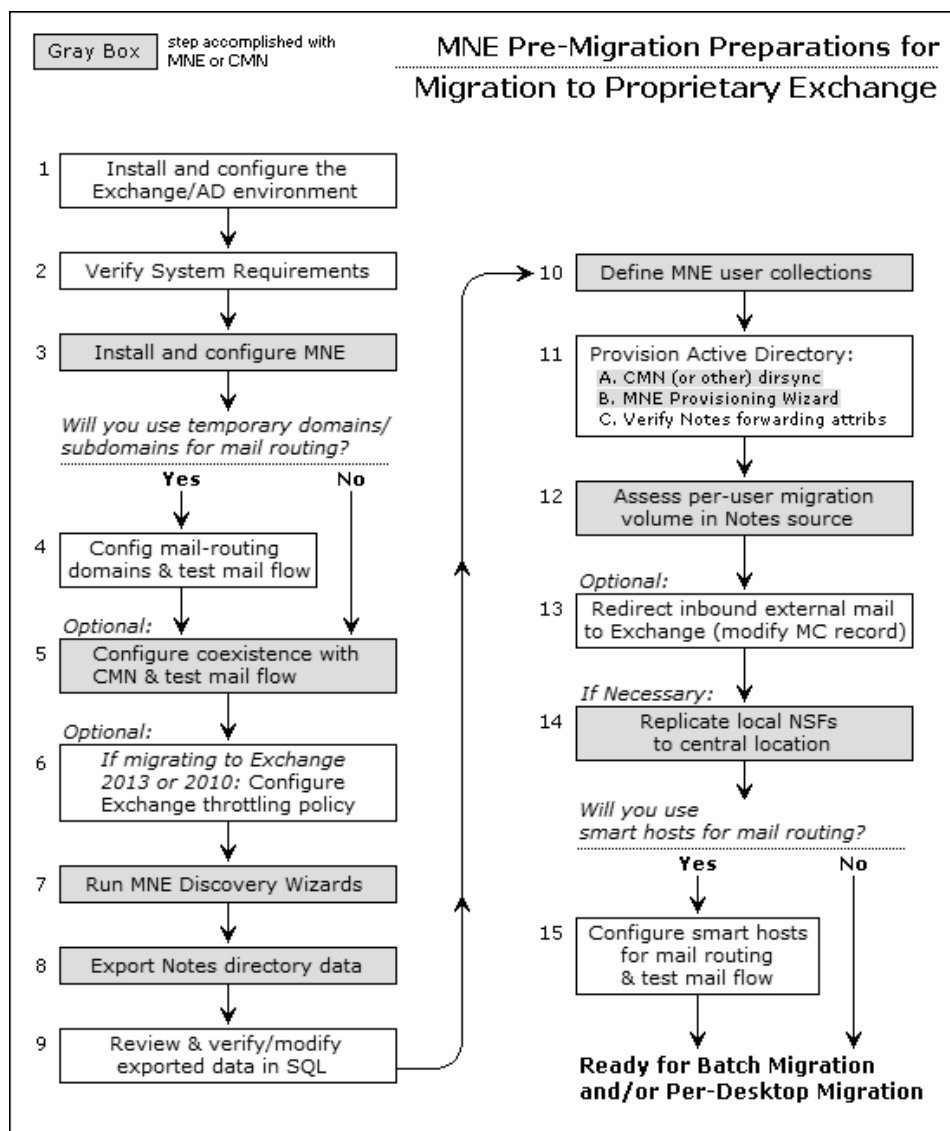 Gray Box
step accomplished with
MNE or CMN
MNE Pre-Migration Preparations for
Migration to Proprietary Exchange
1
Install and configure the
Exchange/AD environment
2
Verify System Requirements
3
Install and configure MNE
Will you use temporary domains/
subdomains for mail routing?
Yes
No
4
Config mail-routing
domains & test mail flow
Optional:
5
Configure coexistence with
CMN & test mail flow
Optional:
6
If migrating to Exchange
2013 or 2010: Configure
Exchange throttling policy
7
Run MNE Discovery Wizards
8
Export Notes directory data
9
Review & verify/modify
exported data in SQL
10
Define MNE user collections
11
Provision Active Directory:
A. CMN (or other) dirsync
B. MNE Provisioning Wizard
C. Verify Notes forwarding attribs
12
Assess per-user migration
volume in Notes source
Optional:
13
Redirect inbound external mail
to Exchange (modify MC record)
If Necessary:
14
Replicate local NSFs
to central location
Will you use
smart hosts for mail routing?
Yes
No
15
Configure smart hosts
for mail routing
& test mail flow
Ready for Batch Migration
and/or Per-Desktop Migration